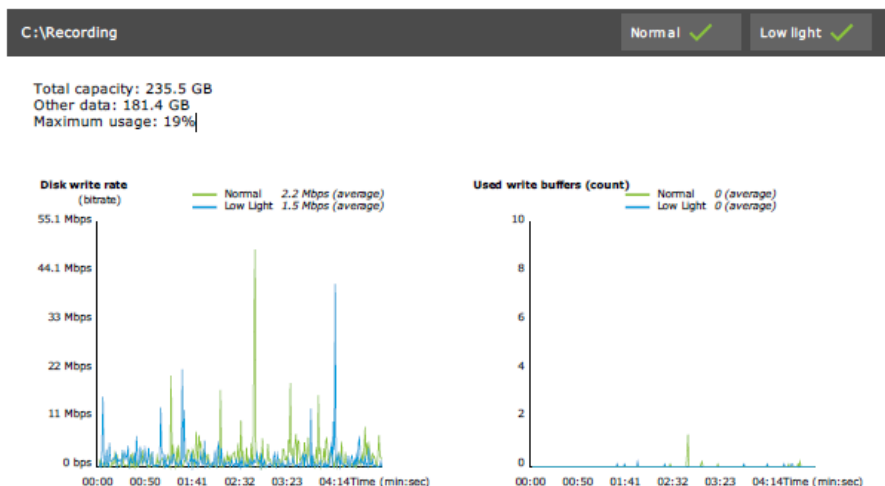 C:\Recording
Normal
Low light
Total capacity: 235.5 GB
Other data: 181.4 GB
Maximum usage: 19%
Disk write rate
(bitrate)
Normal 2.2 Mbps (average)
Low Light 1.5 Mbps (average)
55.1 Mbps
44.1 Mbps
33 Mbps
22 Mbps
11 Mbps
0 bps
00:00 00:50 01:41 02:32 03:23 04:14Time (min:sec)
Used write buffers (count)
Normal 0 (average)
Low Light 0 (average)
10
8
6
4
2
0
00:00 00:50 01:41 02:32 03:23 04:14Time (min:sec)